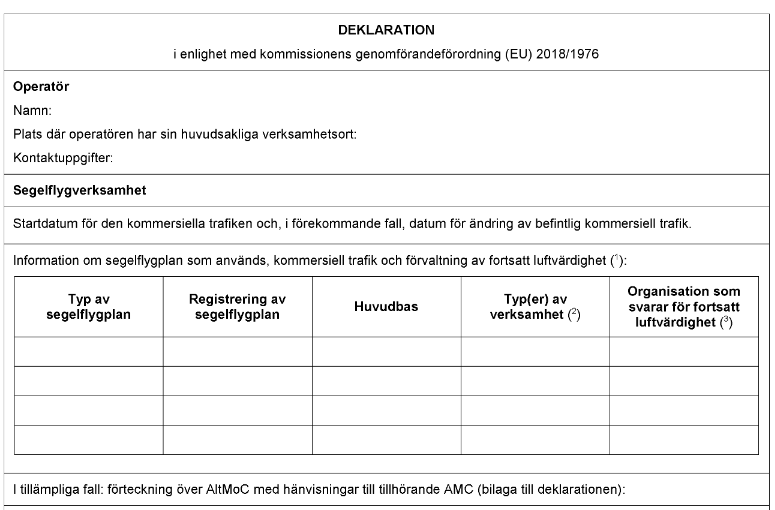 DEKLARATION
i enlighet med kommissionens genomförandeförordning (EU) 2018/1976
Operatör
Namn:
Plats där operatören har sin huvudsakliga verksamhetsort:
Kontaktuppgifter:
Segelflygverksamhet
Startdatum för den kommersiella trafiken och, i förekommande fall, datum för ändring av befintlig kommersiell trafik.
Information om segelflygplan som används, kommersiell trafik och förvaltning av fortsatt luftvärdighet (¹):
Typ av
segelflygplan
Registrering av
segelflygplan
Huvudbas
Typ(er) av
verksamhet (²)
Organisation som
svarar för fortsatt
luftvärdighet (³)
I tillämpliga fall: förteckning över AltMoC med hänvisningar till tillhörande AMC (bilaga till deklarationen):